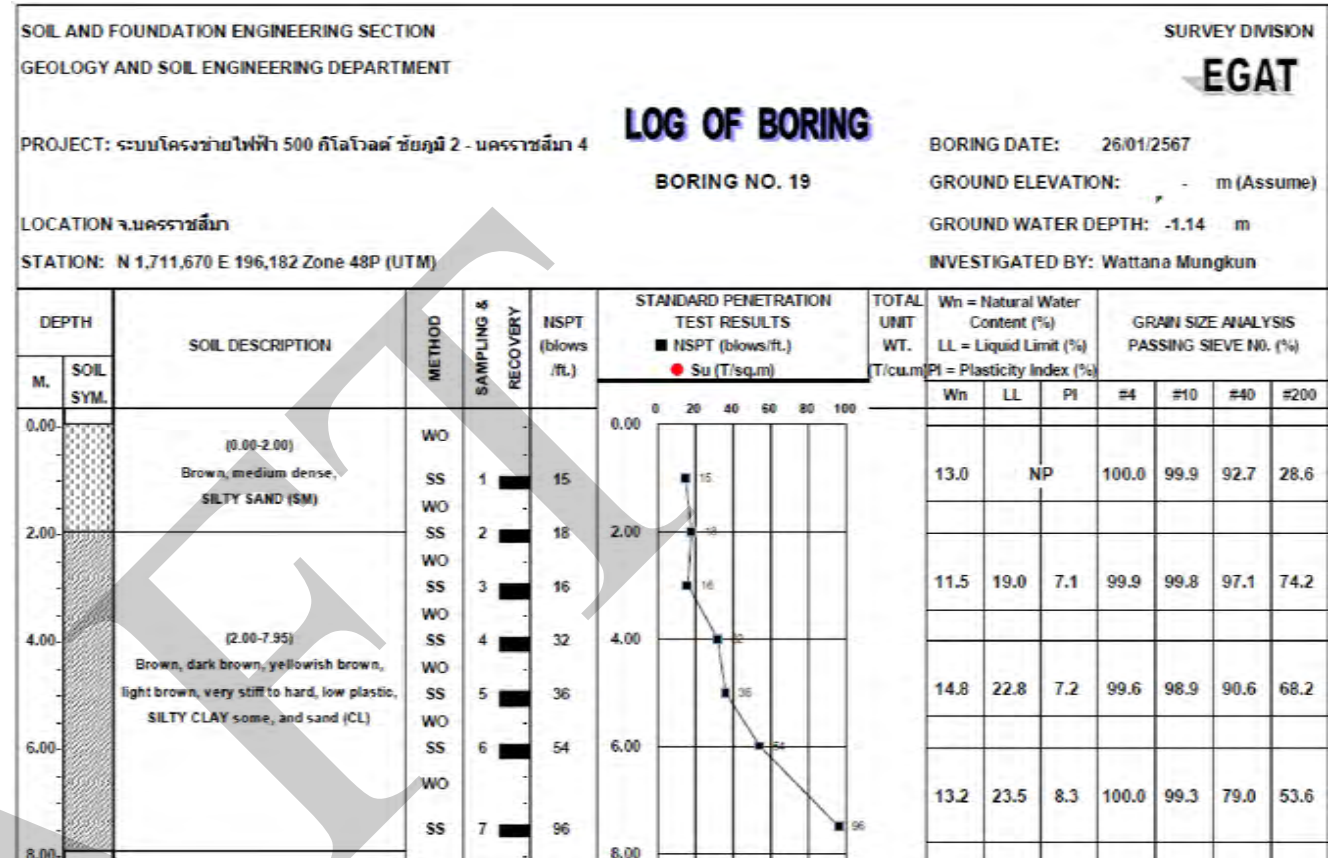 SOIL AND FOUNDATION ENGINEERING SECTION
SURVEY DIVISION
GEOLOGY AND SOIL ENGINEERING DEPARTMENT
EGAT
LOG OF BORING
PROJECT: ระบบโครงข่ายไฟฟ้า 500 กิโลโวลต์ ชัยภูมิ 2 - นครราชสีมา 4
BORING DATE: 26/01/2567
BORING NO. 19
GROUND ELEVATION: - m (Assume)
LOCATION จ.นครราชสีมา
GROUND WATER DEPTH: -1.14 m
STATION: N 1,711,670 E 196,182 Zone 48P (UTM)
INVESTIGATED BY: Wattana Mungkun
DEPTH
M.
SOIL SYM.
SOIL DESCRIPTION
METHOD
SSAMPLING & RECOVERY
NSPT (blows /ft.)
STANDARD PENETRATION TEST RESULTS
■ NSPT (blows/ft.)
● Su (T/sq.m)
TOTAL UNIT WT. (T/cu.m
Wn = Natural Water Content (%)
LL = Liquid Limit (%)
PI = Plasticity Index (%)
GRAIN SIZE ANALYSIS
PASSING SIEVE N0. (%)
Wn LL PI #4 #10 #40 #200
0 20 40 60 80 100
0.00 0.00
(0.00-2.00)
Brown, medium dense,
SILTY SAND (SM)
WO -
SS 1 15 15
13.0 NP 100.0 99.9 92.7 28.6
WO -
2.00 SS 2 18 2.00 18
WO -
SS 3 16 16
11.5 19.0 7.1 99.9 99.8 97.1 74.2
WO -
4.00 SS 4 32 4.00 32
(2.00-7.95)
Brown, dark brown, yellowish brown,
light brown, very stiff to hard, low plastic,
SILTY CLAY some, and sand (CL)
WO -
SS 5 36 36
14.8 22.8 7.2 99.6 98.9 90.6 68.2
WO -
6.00 SS 6 54 6.00 54
WO -
13.2 23.5 8.3 100.0 99.3 79.0 53.6
SS 7 96 96
8.00 8.00